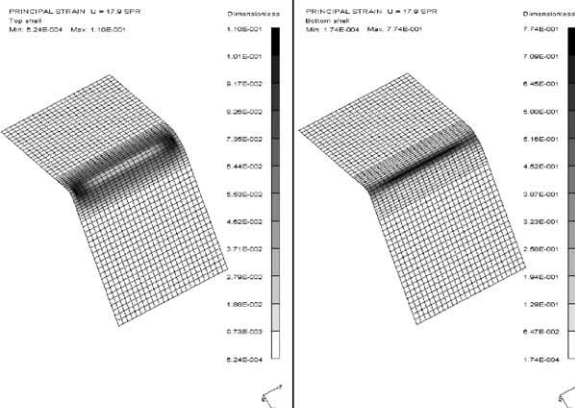 PRINCIPAL STRAIN U = 17.9 SPR
Top shell
Min: 5.24E-004 Max: 1.10E-001
Dimensionless
1.10E-001
1.01E-001
9.17E-002
8.26E-002
7.35E-002
6.44E-002
5.53E-002
4.62E-002
3.71E-002
2.79E-002
1.88E-002
9.73E-003
5.24E-004
PRINCIPAL STRAIN U = 17.9 SPR
Bottom shell
Min: 1.74E-004 Max: 7.74E-001
Dimensionless
7.74E-001
7.09E-001
6.45E-001
5.80E-001
5.16E-001
4.52E-001
3.87E-001
3.23E-001
2.58E-001
1.94E-001
1.29E-001
6.47E-002
1.74E-004